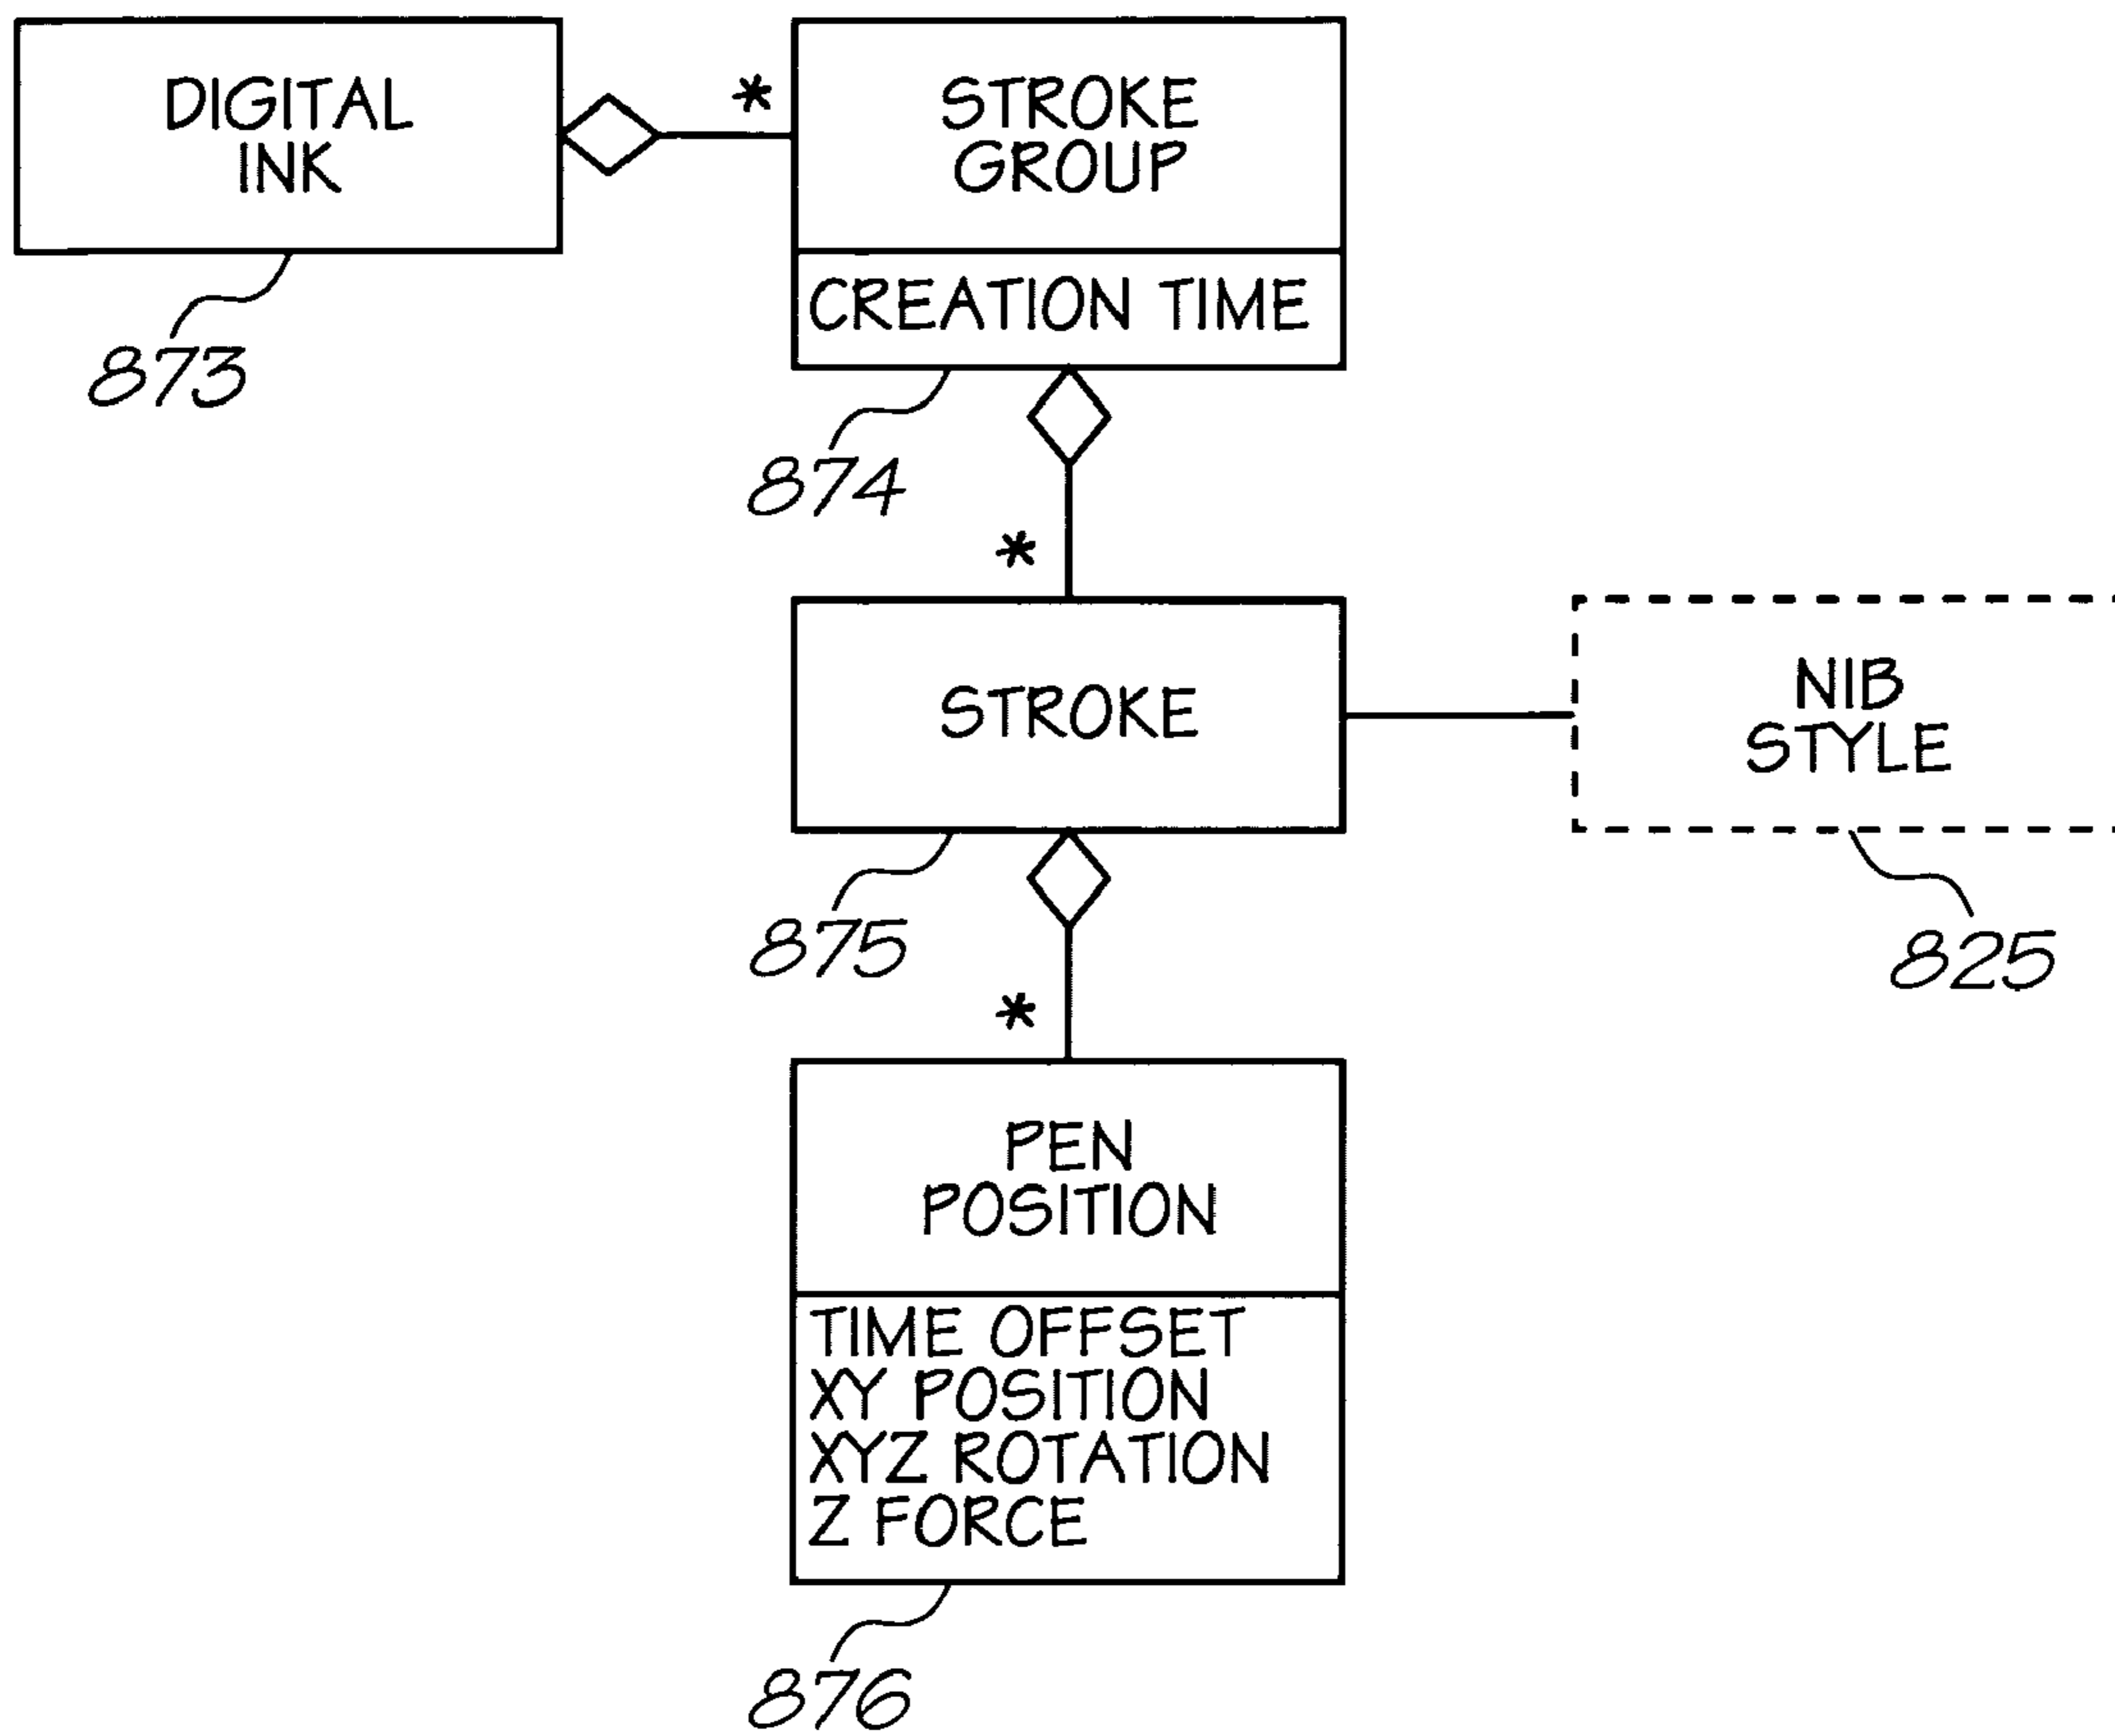 DIGITAL
INK
*
STROKE
GROUP
CREATION TIME
873
874
*
STROKE
NIB
STYLE
875
825
*
PEN
POSITION
TIME OFFSET
XY POSITION
XYZ ROTATION
Z FORCE
876